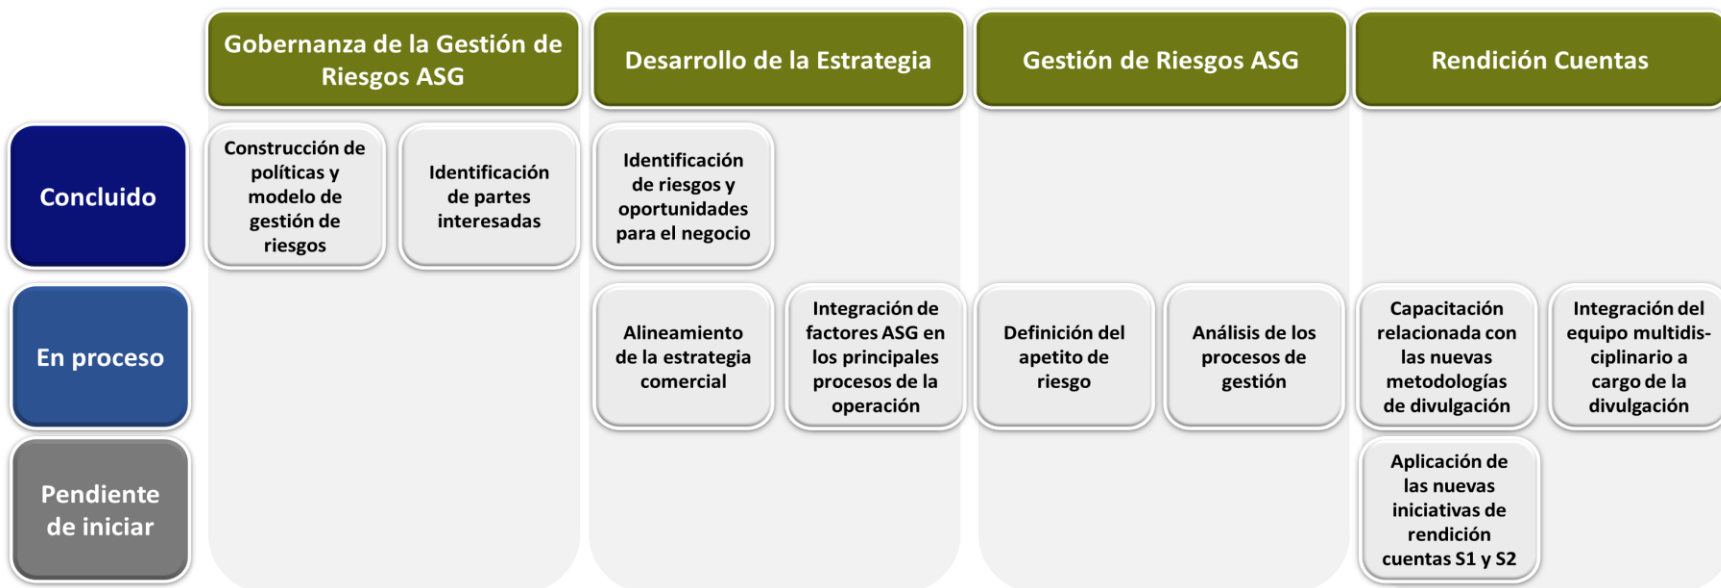 Gobernanza de la Gestión de
Riesgos ASG
Desarrollo de la Estrategia
Gestión de Riesgos ASG
Rendición Cuentas
Concluido
Construcción de
políticas y
modelo de
gestión de
riesgos
Identificación
de partes
interesadas
Identificación
de riesgos y
oportunidades
para el negocio
En proceso
Alineamiento
de la estrategia
comercial
Integración de
factores ASG en
los principales
procesos de la
operación
Definición del
apetito de
riesgo
Análisis de los
procesos de
gestión
Capacitación
relacionada con
las nuevas
metodologías
de divulgación
Integración del
equipo multidis-
ciplinario a
cargo de la
divulgación
Pendiente
de iniciar
Aplicación de
las nuevas
iniciativas de
rendición
cuentas S1 y S2